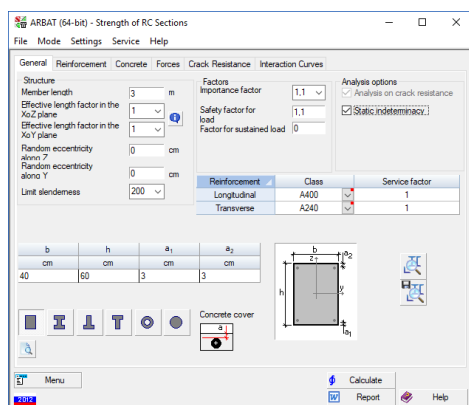 ARBAT (64-bit) - Strength of RC Sections
File Mode Settings Service Help
General Reinforcement Concrete Forces Crack Resistance Interaction Curves
Structure
Member length 3 m
Effective length factor in the
XoZ plane 1
Effective length factor in the
XoY plane 1
Random eccentricity
along Z 0 cm
Random eccentricity
along Y 0 cm
Limit slenderness 200
Factors
Importance factor 1,1
Safety factor for
load 1,1
Factor for sustained load 0
Analysis options
Analysis on crack resistance
Static indeterminacy
Reinforcement Class Service factor
Longitudinal A400 1
Transverse A240 1
b h a1 a2
cm cm cm cm
40 60 3 3
b
a2
z
h
y
a1
Concrete cover
a
Menu
Calculate
2012
Report
Help